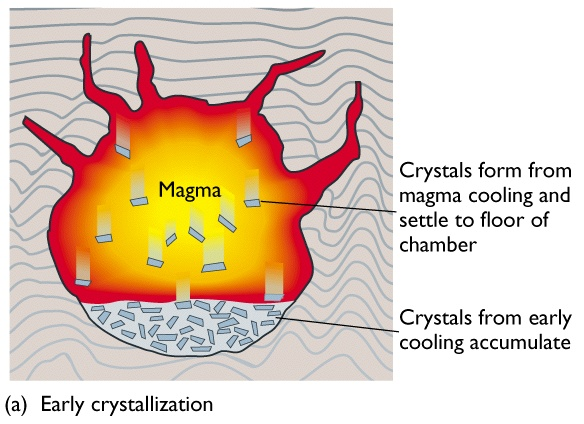 Magma
Crystals form from
magma cooling and
settle to floor of
chamber
Crystals from early
cooling accumulate
(a) Early crystallization